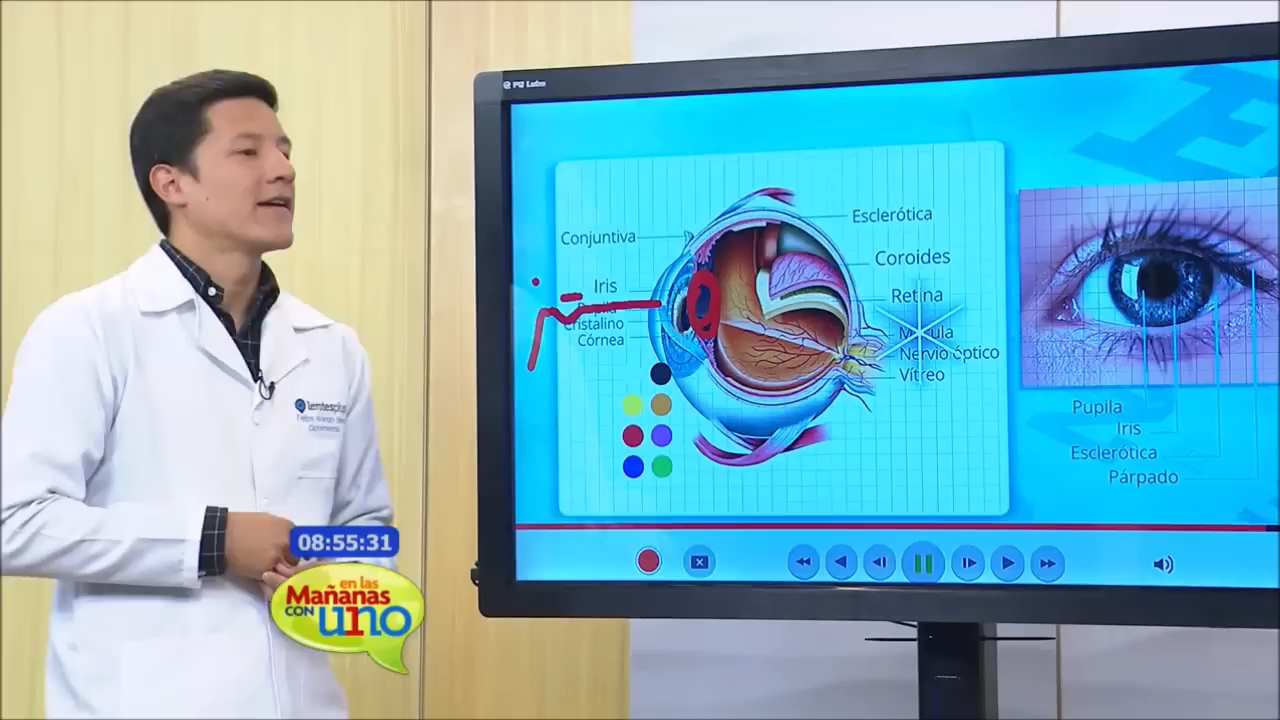 Esclerótica
Conjuntiva
Coroides
Iris
Retina
Cristalino
Córnea
Nervio óptico
Vítreo
Pupila
Iris
Esclerótica
Párpado
lentesplus
08:55:31
en las
Mañanas
CON uno